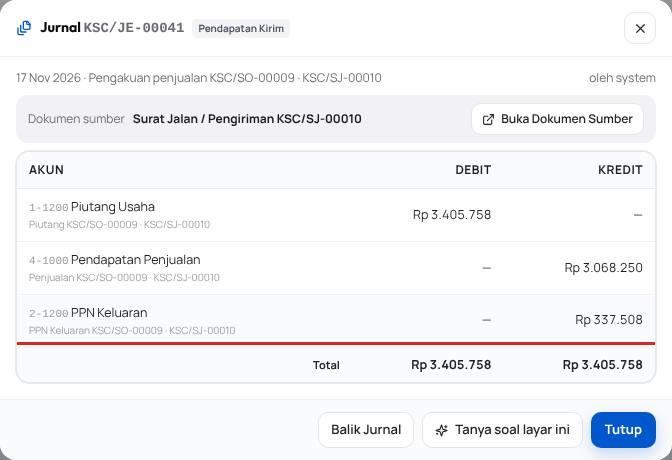 Jurnal KSC/JE-00041 Pendapatan Kirim
17 Nov 2026 · Pengakuan penjualan KSC/SO-00009 · KSC/SJ-00010 oleh system
Dokumen sumber Surat Jalan / Pengiriman KSC/SJ-00010 Buka Dokumen Sumber
AKUN DEBIT KREDIT
1-1200 Piutang Usaha Rp 3.405.758 —
Piutang KSC/SO-00009 · KSC/SJ-00010
4-1000 Pendapatan Penjualan — Rp 3.068.250
Penjualan KSC/SO-00009 · KSC/SJ-00010
2-1200 PPN Keluaran — Rp 337.508
PPN Keluaran KSC/SO-00009 · KSC/SJ-00010
Total Rp 3.405.758 Rp 3.405.758
Balik Jurnal Tanya soal layar ini Tutup